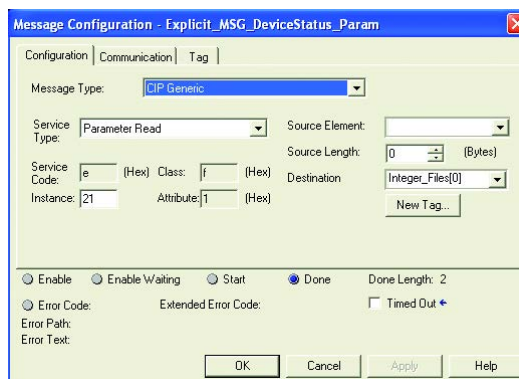 Message Configuration - Explicit_MSG_DeviceStatus_Param
Configuration Communication Tag
Message Type: CIP Generic
Service Type: Parameter Read
Source Element:
Source Length: 0 (Bytes)
Service Code: e (Hex) Class: f (Hex)
Destination Integer_Files[0]
Instance: 21 Attribute: 1 (Hex)
New Tag...
Enable Enable Waiting Start Done Done Length: 2
Error Code: Extended Error Code: Timed Out
Error Path:
Error Text:
OK Cancel Apply Help